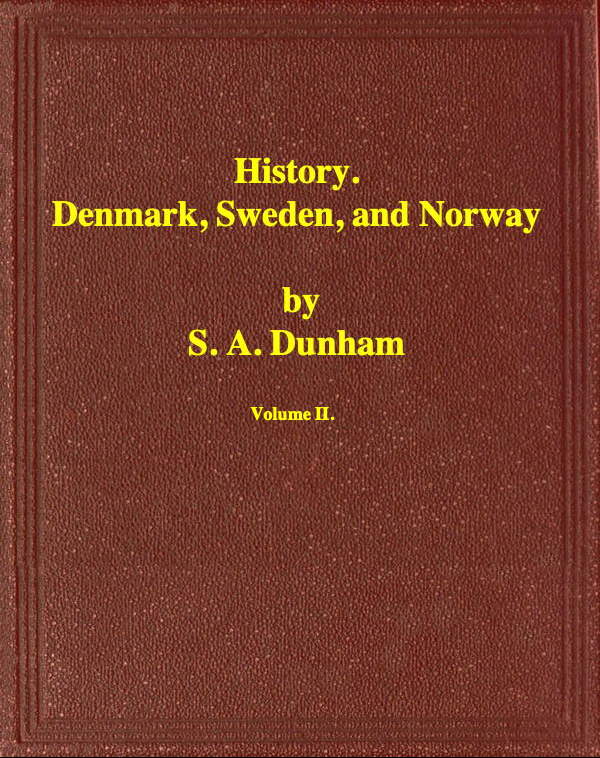 History.
Denmark, Sweden, and Norway
by
S. A. Dunham
Volume II.